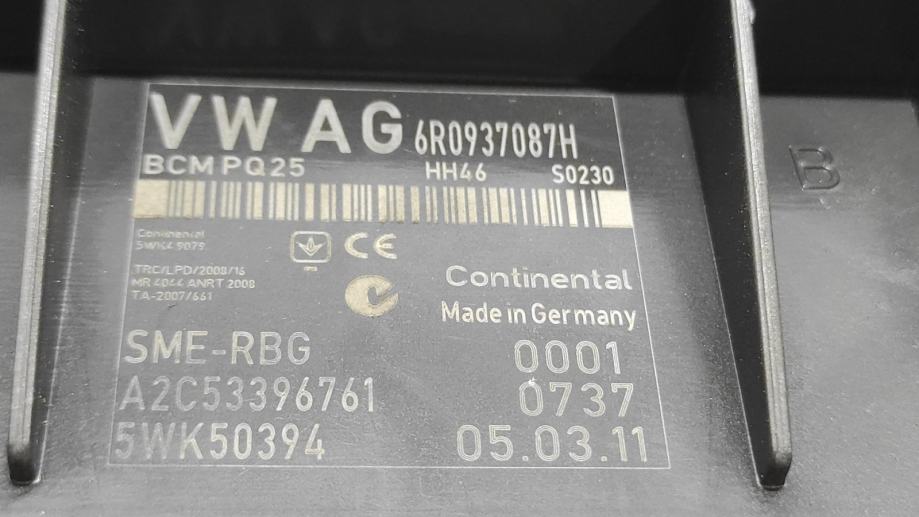 VW AG 6R0937087H
BCM PQ25 HH46 S0230
Continental
5WK4 9079
CE
TRC/LPD/2008/16
MR 4044 ANRT 2008
TA-2007/661
Continental
Made in Germany
SME-RBG 0001
A2C53396761 0737
5WK50394 05.03.11
B